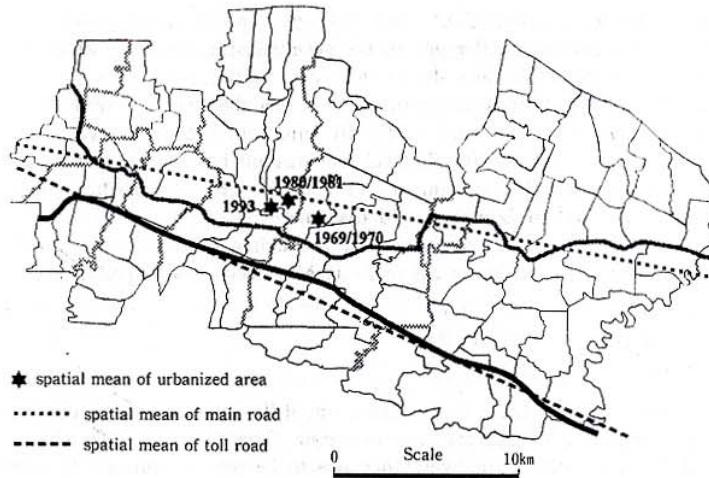 1980/1981
1993
1969/1970
spatial mean of urbanized area
spatial mean of main road
spatial mean of toll road
0 Scale 10km